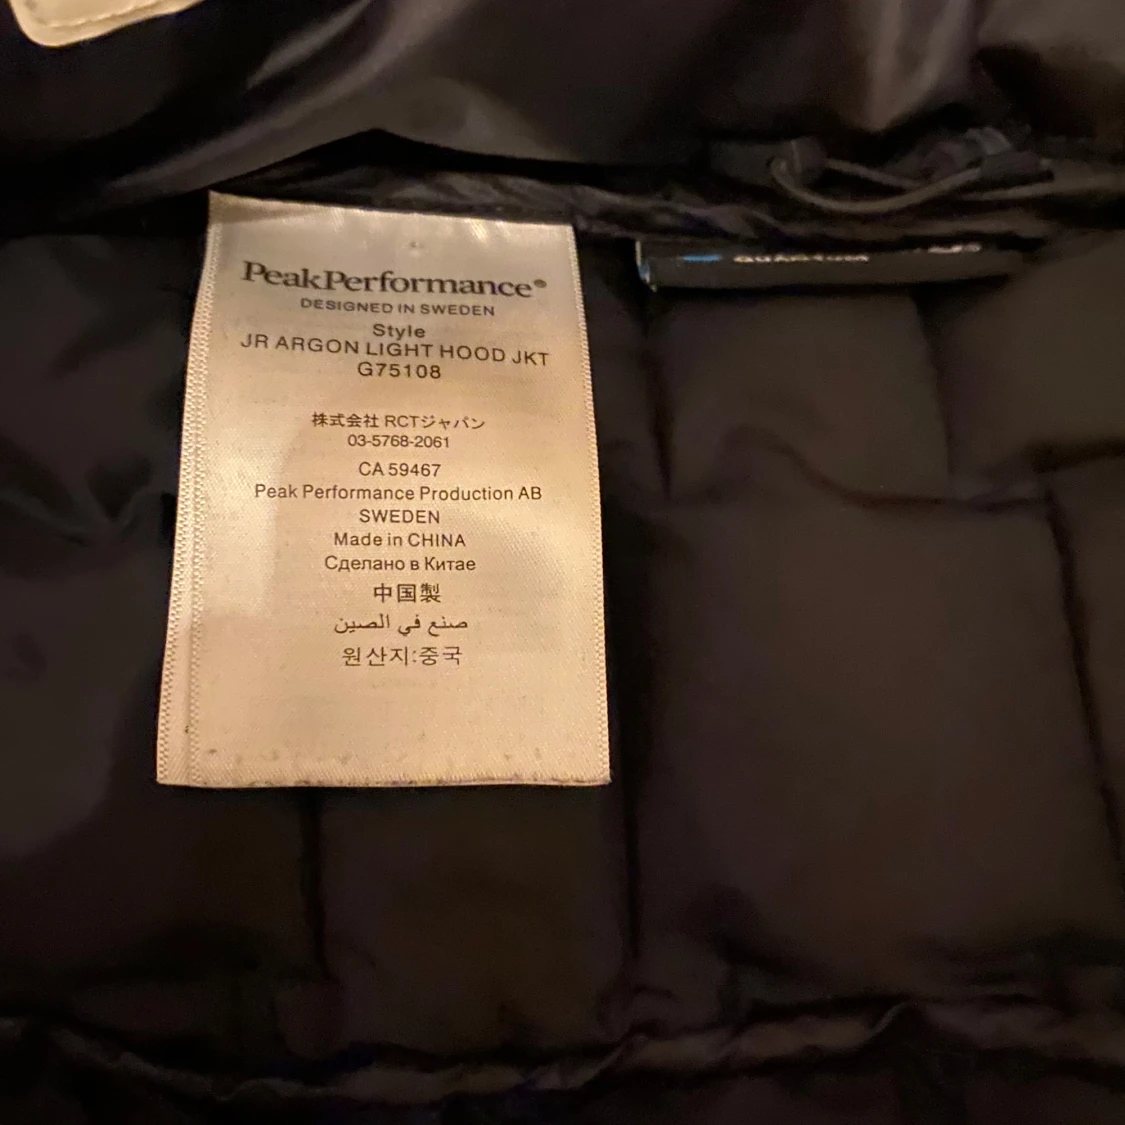 PeakPerformance®
DESIGNED IN SWEDEN
Style
JR ARGON LIGHT HOOD JKT
G75108
株式会社 RCTジャパン
03-5768-2061
CA 59467
Peak Performance Production AB
SWEDEN
Made in CHINA
Сделано в Китае
中国製
صنع في الصين
원산지:중국